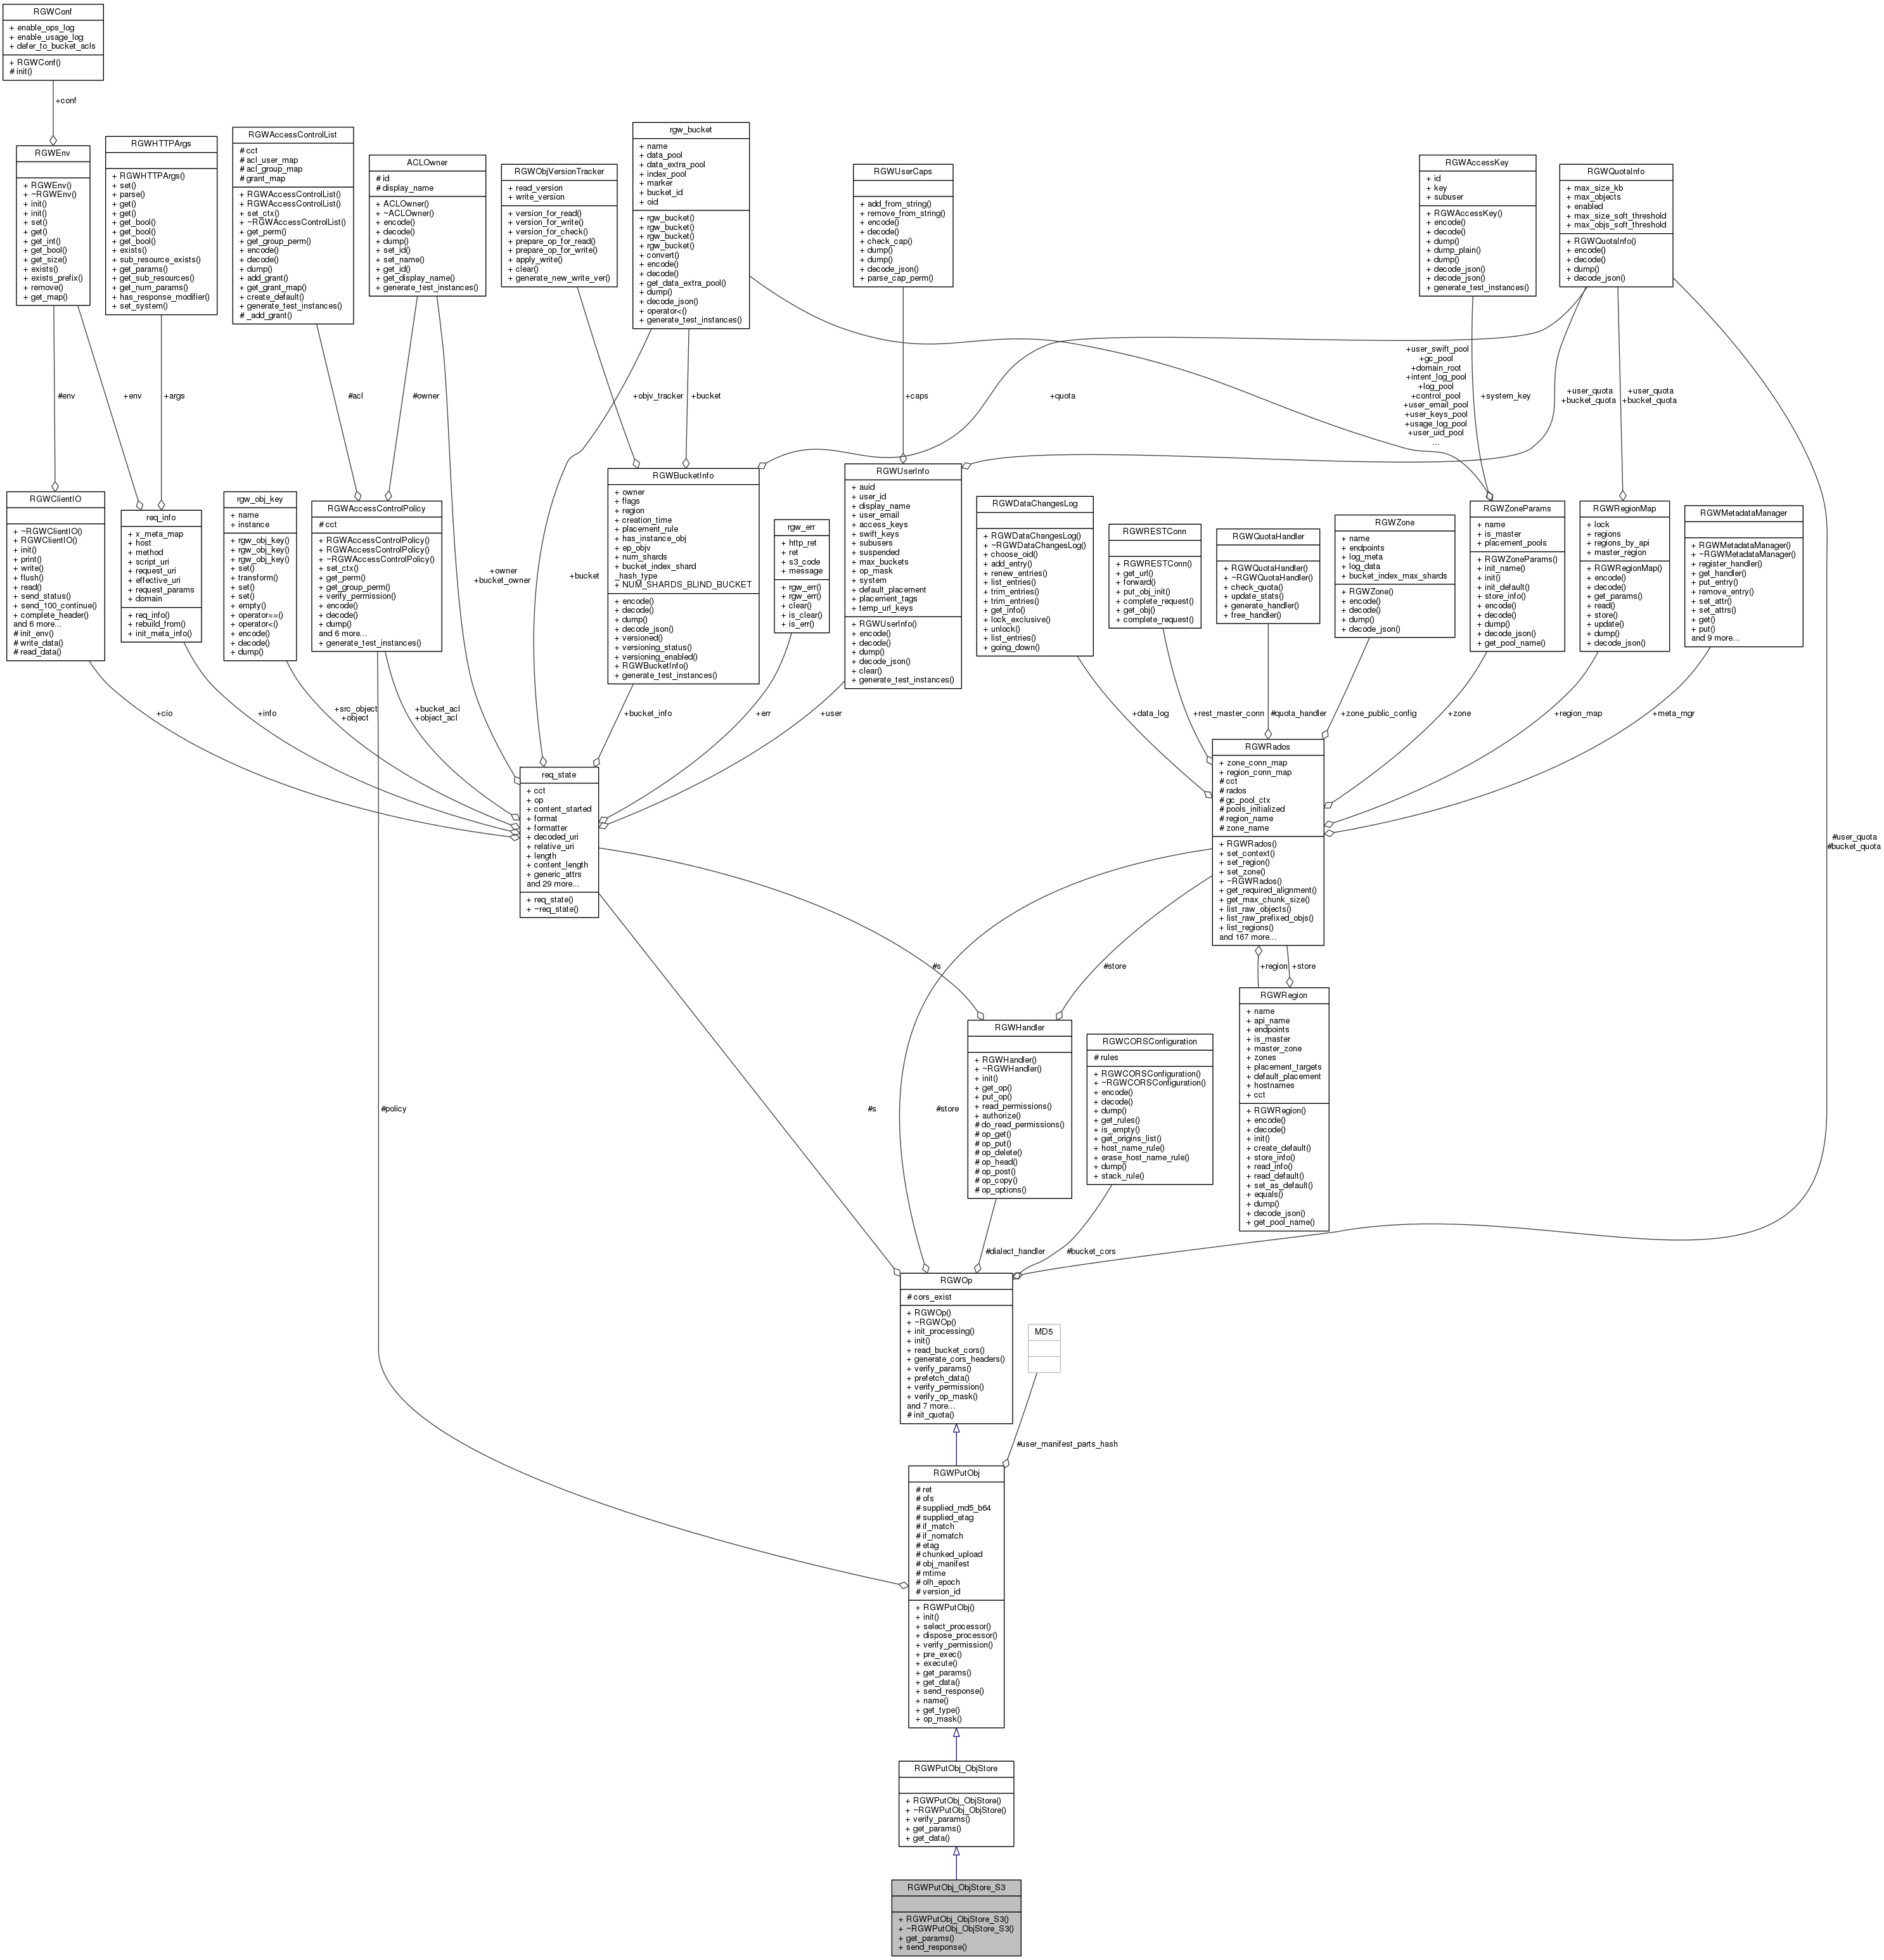 RGWConf
+ enable_ops_log
+ enable_usage_log
+ defer_to_bucket_acls
+ RGWConf()
# init()
+conf
RGWEnv
+ RGWEnv()
+ ~RGWEnv()
+ init()
+ init()
+ set()
+ get()
+ get_int()
+ get_bool()
+ get_size()
+ exists()
+ exists_prefix()
+ remove()
+ get_map()
RGWHTTPArgs
+ RGWHTTPArgs()
+ set()
+ parse()
+ get()
+ get()
+ get_bool()
+ get_bool()
+ get_bool()
+ exists()
+ sub_resource_exists()
+ get_params()
+ get_sub_resources()
+ get_num_params()
+ has_response_modifier()
+ set_system()
RGWAccessControlList
# cct
# acl_user_map
# acl_group_map
# grant_map
+ RGWAccessControlList()
+ RGWAccessControlList()
+ set_ctx()
+ ~RGWAccessControlList()
+ get_perm()
+ get_group_perm()
+ encode()
+ decode()
+ dump()
+ add_grant()
+ get_grant_map()
+ create_default()
+ generate_test_instances()
# _add_grant()
ACLOwner
# id
# display_name
+ ACLOwner()
+ ~ACLOwner()
+ encode()
+ decode()
+ dump()
+ set_id()
+ set_name()
+ get_id()
+ get_display_name()
+ generate_test_instances()
RGWObjVersionTracker
+ read_version
+ write_version
+ version_for_read()
+ version_for_write()
+ version_for_check()
+ prepare_op_for_read()
+ prepare_op_for_write()
+ apply_write()
+ clear()
+ generate_new_write_ver()
rgw_bucket
+ name
+ data_pool
+ data_extra_pool
+ index_pool
+ marker
+ bucket_id
+ oid
+ rgw_bucket()
+ rgw_bucket()
+ rgw_bucket()
+ rgw_bucket()
+ convert()
+ encode()
+ decode()
+ get_data_extra_pool()
+ dump()
+ decode_json()
+ operator<()
+ generate_test_instances()
RGWUserCaps
+ add_from_string()
+ remove_from_string()
+ encode()
+ decode()
+ check_cap()
+ dump()
+ dump()
+ decode_json()
+ parse_cap_perm()
RGWAccessKey
+ id
+ key
+ subuser
+ RGWAccessKey()
+ encode()
+ decode()
+ dump()
+ dump_plain()
+ dump()
+ decode_json()
+ decode_json()
+ generate_test_instances()
RGWQuotaInfo
+ max_size_kb
+ max_objects
+ enabled
+ max_size_soft_threshold
+ max_objs_soft_threshold
+ RGWQuotaInfo()
+ encode()
+ decode()
+ dump()
+ decode_json()
#env
+env
+args
#acl
#owner
+objv_tracker
+bucket
+caps
+quota
+user_swift_pool
+gc_pool
+domain_root
+intent_log_pool
+log_pool
+control_pool
+user_email_pool
+user_keys_pool
+usage_log_pool
+user_uid_pool
...
+system_key
+user_quota
+bucket_quota
+user_quota
+bucket_quota
RGWClientIO
+ ~RGWClientIO()
+ RGWClientIO()
+ init()
+ print()
+ write()
+ flush()
+ read()
+ send_status()
+ send_100_continue()
+ complete_header()
and 6 more...
# init_env()
# write_data()
# read_data()
req_info
+ x_meta_map
+ host
+ method
+ script_uri
+ request_uri
+ effective_uri
+ request_params
+ domain
+ req_info()
+ rebuild_from()
+ init_meta_info()
rgw_obj_key
+ name
+ instance
+ rgw_obj_key()
+ rgw_obj_key()
+ rgw_obj_key()
+ set()
+ transform()
+ set()
+ set()
+ empty()
+ operator==()
+ operator<()
+ encode()
+ decode()
+ dump()
RGWAccessControlPolicy
# cct
+ RGWAccessControlPolicy()
+ RGWAccessControlPolicy()
+ ~RGWAccessControlPolicy()
+ set_ctx()
+ get_perm()
+ get_group_perm()
+ verify_permission()
+ encode()
+ decode()
+ dump()
and 6 more...
+ generate_test_instances()
+owner
+bucket_owner
+bucket
RGWBucketInfo
+ owner
+ flags
+ region
+ creation_time
+ placement_rule
+ has_instance_obj
+ ep_objv
+ num_shards
+ bucket_index_shard
_hash_type
+ NUM_SHARDS_BLIND_BUCKET
+ encode()
+ decode()
+ dump()
+ decode_json()
+ versioned()
+ versioning_status()
+ versioning_enabled()
+ RGWBucketInfo()
+ generate_test_instances()
rgw_err
+ http_ret
+ ret
+ s3_code
+ message
+ rgw_err()
+ rgw_err()
+ clear()
+ is_clear()
+ is_err()
RGWUserInfo
+ auid
+ user_id
+ display_name
+ user_email
+ access_keys
+ swift_keys
+ subusers
+ suspended
+ max_buckets
+ op_mask
+ system
+ default_placement
+ placement_tags
+ temp_url_keys
+ RGWUserInfo()
+ encode()
+ decode()
+ dump()
+ decode_json()
+ clear()
+ generate_test_instances()
RGWDataChangesLog
+ RGWDataChangesLog()
+ ~RGWDataChangesLog()
+ choose_oid()
+ add_entry()
+ renew_entries()
+ list_entries()
+ trim_entries()
+ trim_entries()
+ get_info()
+ lock_exclusive()
+ unlock()
+ list_entries()
+ going_down()
RGWRESTConn
+ RGWRESTConn()
+ get_url()
+ forward()
+ put_obj_init()
+ complete_request()
+ get_obj()
+ complete_request()
RGWQuotaHandler
+ RGWQuotaHandler()
+ ~RGWQuotaHandler()
+ check_quota()
+ update_stats()
+ generate_handler()
+ free_handler()
RGWZone
+ name
+ endpoints
+ log_meta
+ log_data
+ bucket_index_max_shards
+ RGWZone()
+ encode()
+ decode()
+ dump()
+ decode_json()
RGWZoneParams
+ name
+ is_master
+ placement_pools
+ RGWZoneParams()
+ init_name()
+ init()
+ init_default()
+ store_info()
+ encode()
+ decode()
+ dump()
+ decode_json()
+ get_pool_name()
RGWRegionMap
+ lock
+ regions
+ regions_by_api
+ master_region
+ RGWRegionMap()
+ encode()
+ decode()
+ get_params()
+ read()
+ store()
+ update()
+ dump()
+ decode_json()
RGWMetadataManager
+ RGWMetadataManager()
+ ~RGWMetadataManager()
+ register_handler()
+ get_handler()
+ put_entry()
+ remove_entry()
+ set_attr()
+ set_attrs()
+ get()
+ put()
and 9 more...
+cio
+info
+src_object
+object
+bucket_acl
+object_acl
+bucket_info
+err
+user
+data_log
+rest_master_conn
#quota_handler
+zone_public_config
+zone
+region_map
+meta_mgr
req_state
+ cct
+ op
+ content_started
+ format
+ formatter
+ decoded_uri
+ relative_uri
+ length
+ content_length
+ generic_attrs
and 29 more...
+ req_state()
+ ~req_state()
RGWRados
+ zone_conn_map
+ region_conn_map
# cct
# rados
# gc_pool_ctx
# pools_initialized
# region_name
# zone_name
+ RGWRados()
+ set_context()
+ set_region()
+ set_zone()
+ ~RGWRados()
+ get_required_alignment()
+ get_max_chunk_size()
+ list_raw_objects()
+ list_raw_prefixed_objs()
+ list_regions()
and 167 more...
#user_quota
#bucket_quota
#s
#store
+region
+store
RGWRegion
+ name
+ api_name
+ endpoints
+ is_master
+ master_zone
+ zones
+ placement_targets
+ default_placement
+ hostnames
+ cct
+ RGWRegion()
+ encode()
+ decode()
+ init()
+ create_default()
+ store_info()
+ read_info()
+ read_default()
+ set_as_default()
+ equals()
+ dump()
+ decode_json()
+ get_pool_name()
RGWHandler
+ RGWHandler()
+ ~RGWHandler()
+ init()
+ get_op()
+ put_op()
+ read_permissions()
+ authorize()
# do_read_permissions()
# op_get()
# op_put()
# op_delete()
# op_head()
# op_post()
# op_copy()
# op_options()
RGWCORSConfiguration
# rules
+ RGWCORSConfiguration()
+ ~RGWCORSConfiguration()
+ encode()
+ decode()
+ dump()
+ get_rules()
+ is_empty()
+ get_origins_list()
+ host_name_rule()
+ erase_host_name_rule()
+ dump()
+ stack_rule()
#policy
#s
#store
#dialect_handler
#bucket_cors
RGWOp
# cors_exist
+ RGWOp()
+ ~RGWOp()
+ init_processing()
+ init()
+ read_bucket_cors()
+ generate_cors_headers()
+ verify_params()
+ prefetch_data()
+ verify_permission()
+ verify_op_mask()
and 7 more...
# init_quota()
MD5
#user_manifest_parts_hash
RGWPutObj
# ret
# ofs
# supplied_md5_b64
# supplied_etag
# if_match
# if_nomatch
# etag
# chunked_upload
# obj_manifest
# mtime
# olh_epoch
# version_id
+ RGWPutObj()
+ init()
+ select_processor()
+ dispose_processor()
+ verify_permission()
+ pre_exec()
+ execute()
+ get_params()
+ get_data()
+ send_response()
+ name()
+ get_type()
+ op_mask()
RGWPutObj_ObjStore
+ RGWPutObj_ObjStore()
+ ~RGWPutObj_ObjStore()
+ verify_params()
+ get_params()
+ get_data()
RGWPutObj_ObjStore_S3
+ RGWPutObj_ObjStore_S3()
+ ~RGWPutObj_ObjStore_S3()
+ get_params()
+ send_response()